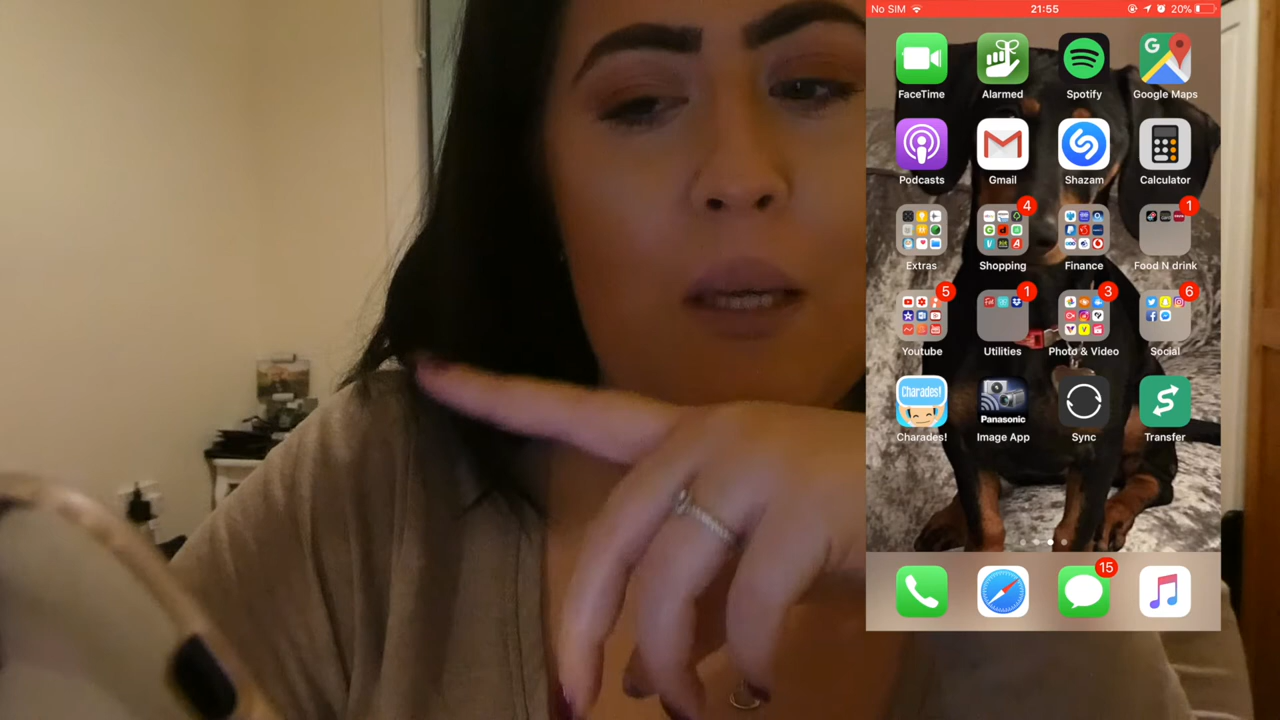 No SIM 21:55 20%
FaceTime Alarmed Spotify Google Maps
Podcasts Gmail Shazam Calculator
4 1
Extras Shopping Finance Food N drink
5 1 3 6
Youtube Utilities Photo & Video Social
Charades! Panasonic
Charades! Image App Sync Transfer
15